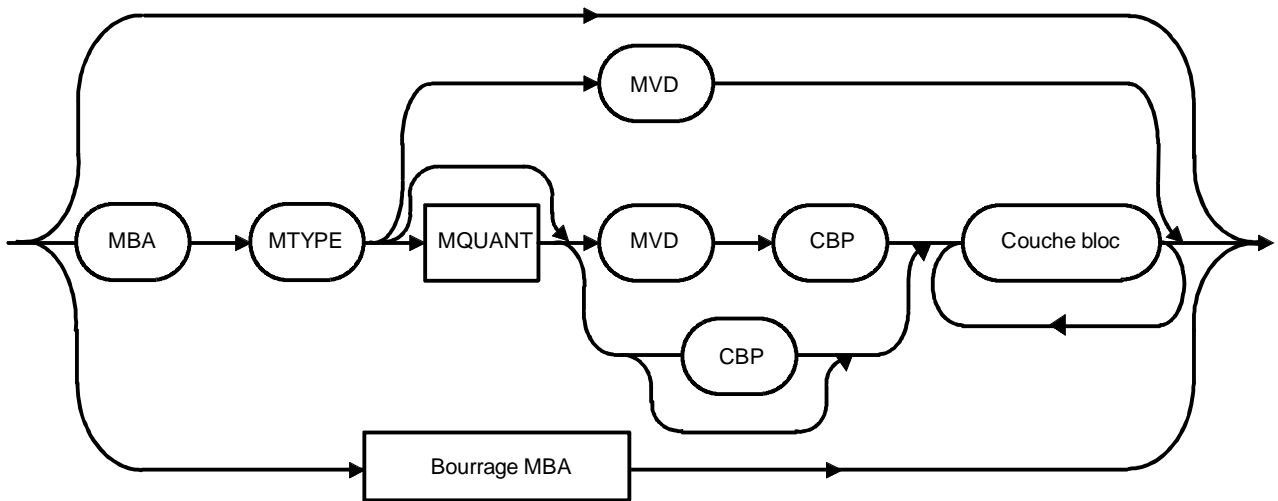 MVD
MBA
MTYPE
MQUANT
MVD
CBP
Couche bloc
CBP
Bourrage MBA